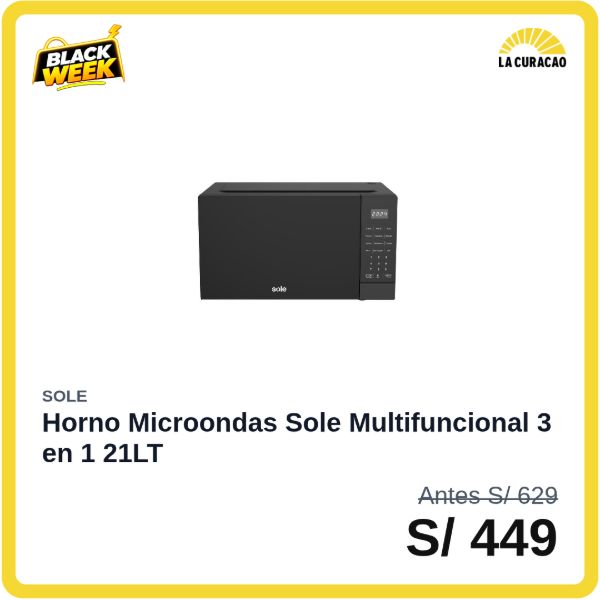 BLACK
WEEK
LA CURACAO
sole
SOLE
Horno Microondas Sole Multifuncional 3
en 1 21LT
Antes S/ 629
S/ 449